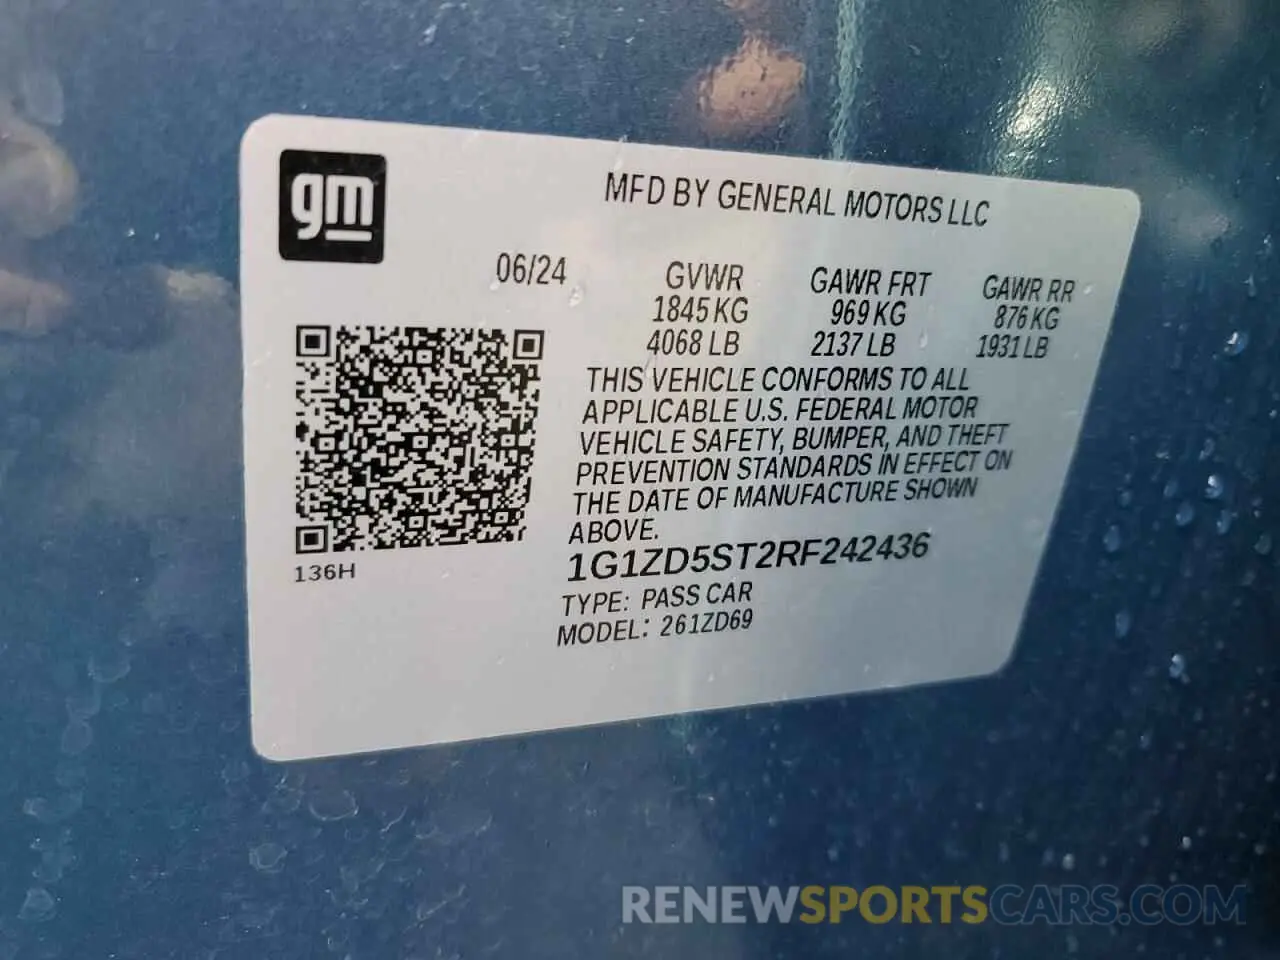 gm
MFD BY GENERAL MOTORS LLC
06/24 GVWR GAWR FRT GAWR RR
1845 KG 969 KG 876 KG
4068 LB 2137 LB 1931 LB
THIS VEHICLE CONFORMS TO ALL
APPLICABLE U.S. FEDERAL MOTOR
VEHICLE SAFETY, BUMPER, AND THEFT
PREVENTION STANDARDS IN EFFECT ON
THE DATE OF MANUFACTURE SHOWN
ABOVE.
136H
1G1ZD5ST2RF242436
TYPE: PASS CAR
MODEL: 261ZD69
RENEWSPORTSCARS.COM